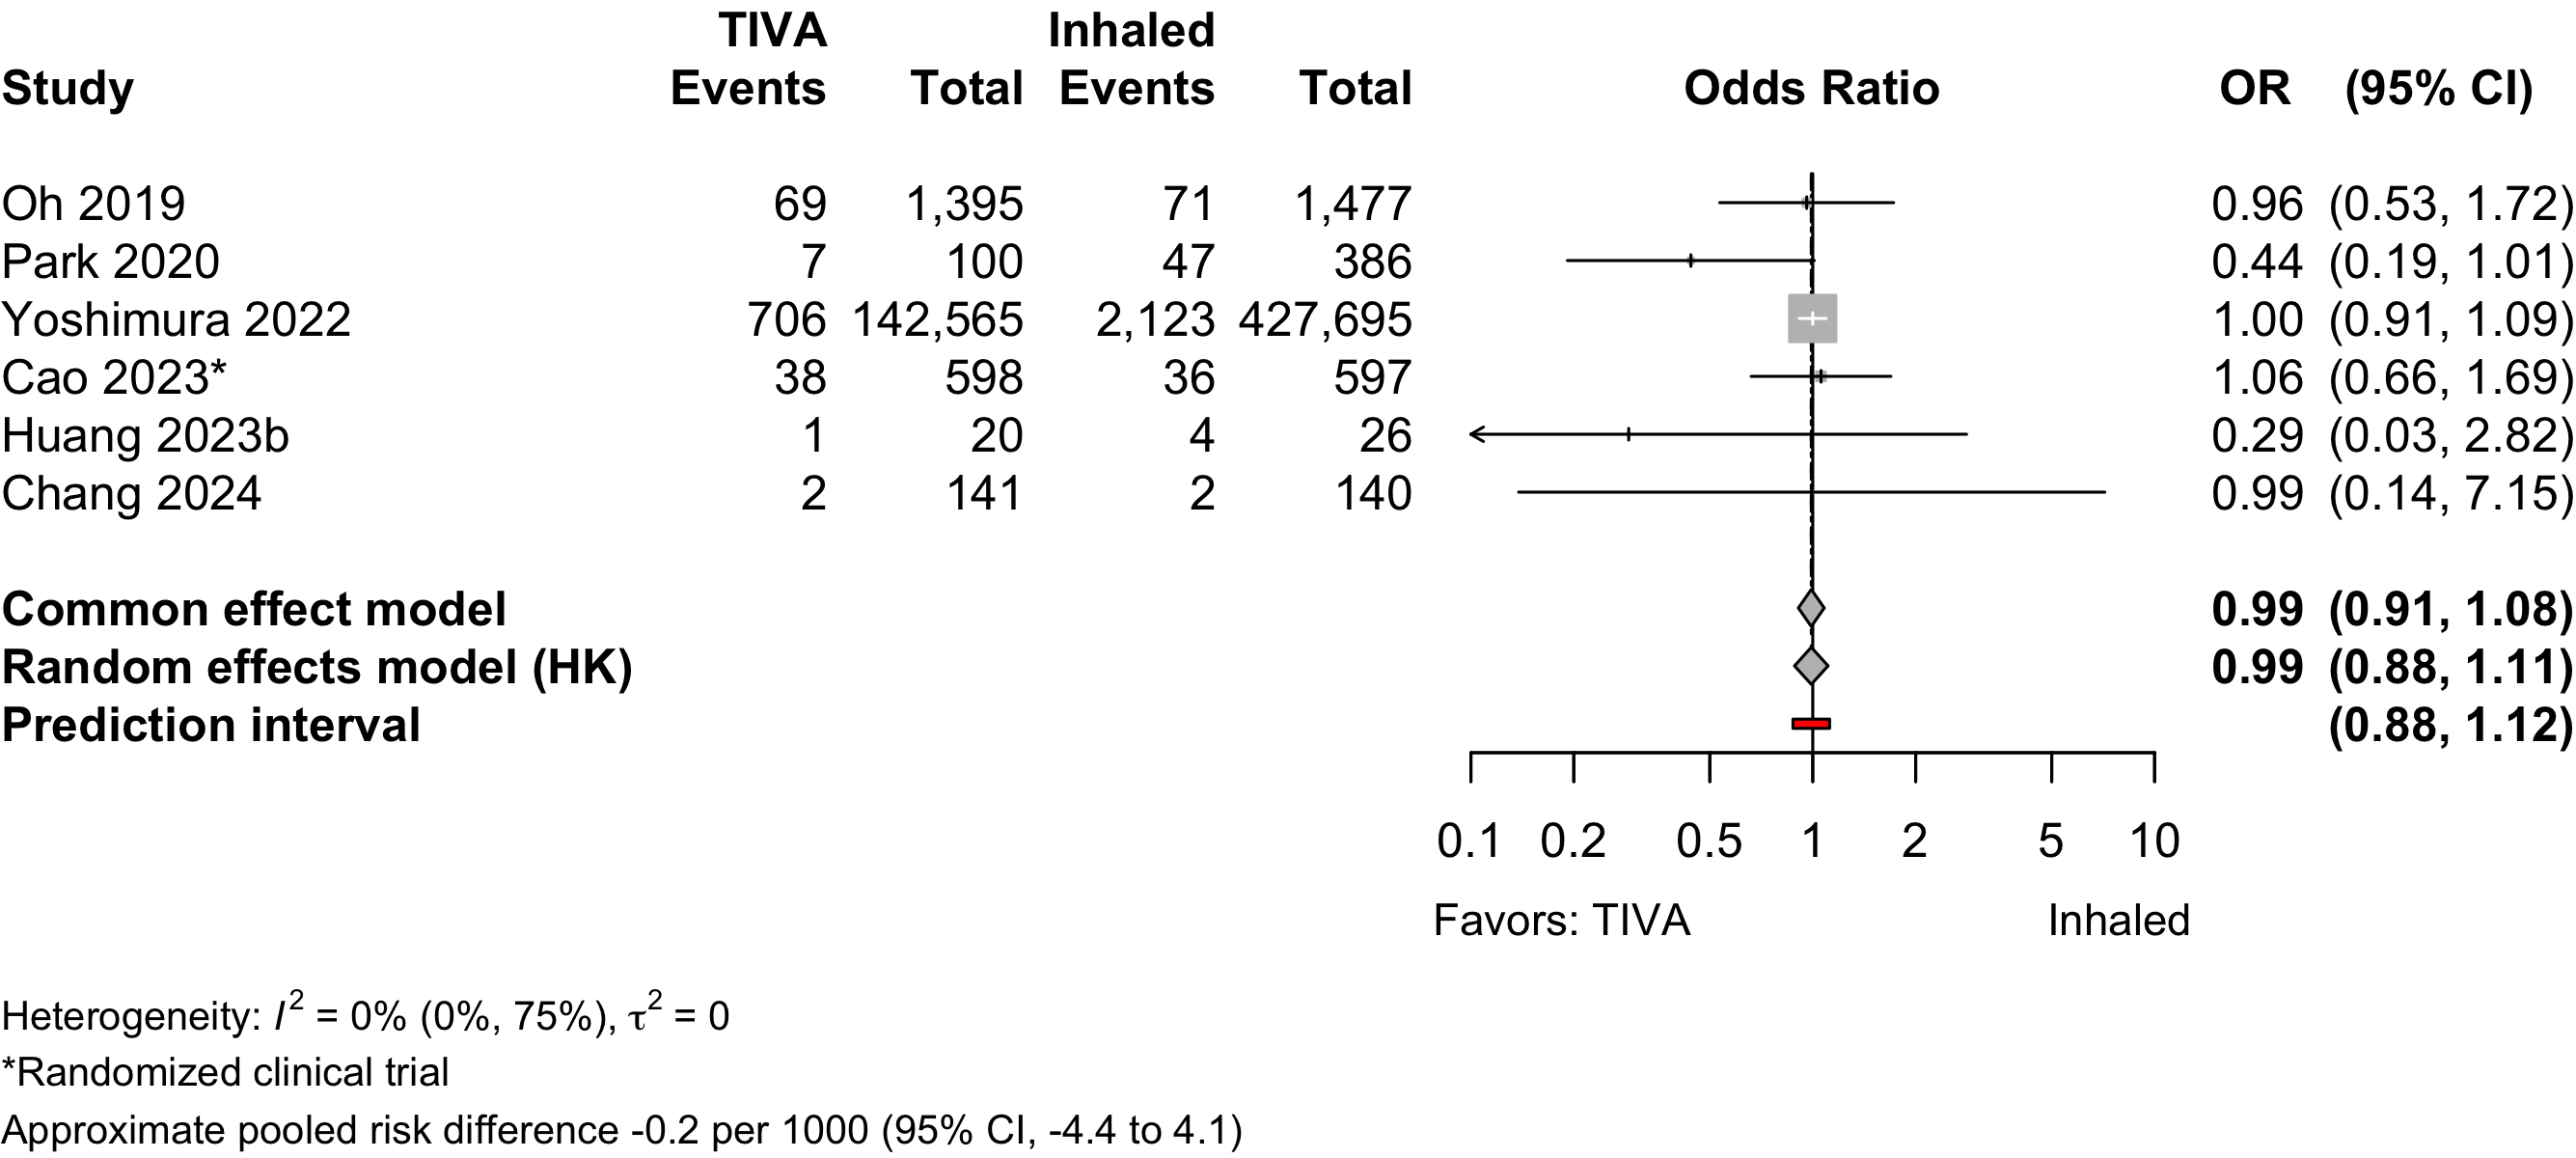 TIVA Inhaled
Study Events Total Events Total Odds Ratio OR (95% CI)
Oh 2019 69 1,395 71 1,477 0.96 (0.53, 1.72)
Park 2020 7 100 47 386 0.44 (0.19, 1.01)
Yoshimura 2022 706 142,565 2,123 427,695 1.00 (0.91, 1.09)
Cao 2023* 38 598 36 597 1.06 (0.66, 1.69)
Huang 2023b 1 20 4 26 0.29 (0.03, 2.82)
Chang 2024 2 141 2 140 0.99 (0.14, 7.15)
Common effect model 0.99 (0.91, 1.08)
Random effects model (HK) 0.99 (0.88, 1.11)
Prediction interval (0.88, 1.12)
0.1 0.2 0.5 1 2 5 10
Favors: TIVA Inhaled
Heterogeneity: I² = 0% (0%, 75%), τ² = 0
*Randomized clinical trial
Approximate pooled risk difference -0.2 per 1000 (95% CI, -4.4 to 4.1)